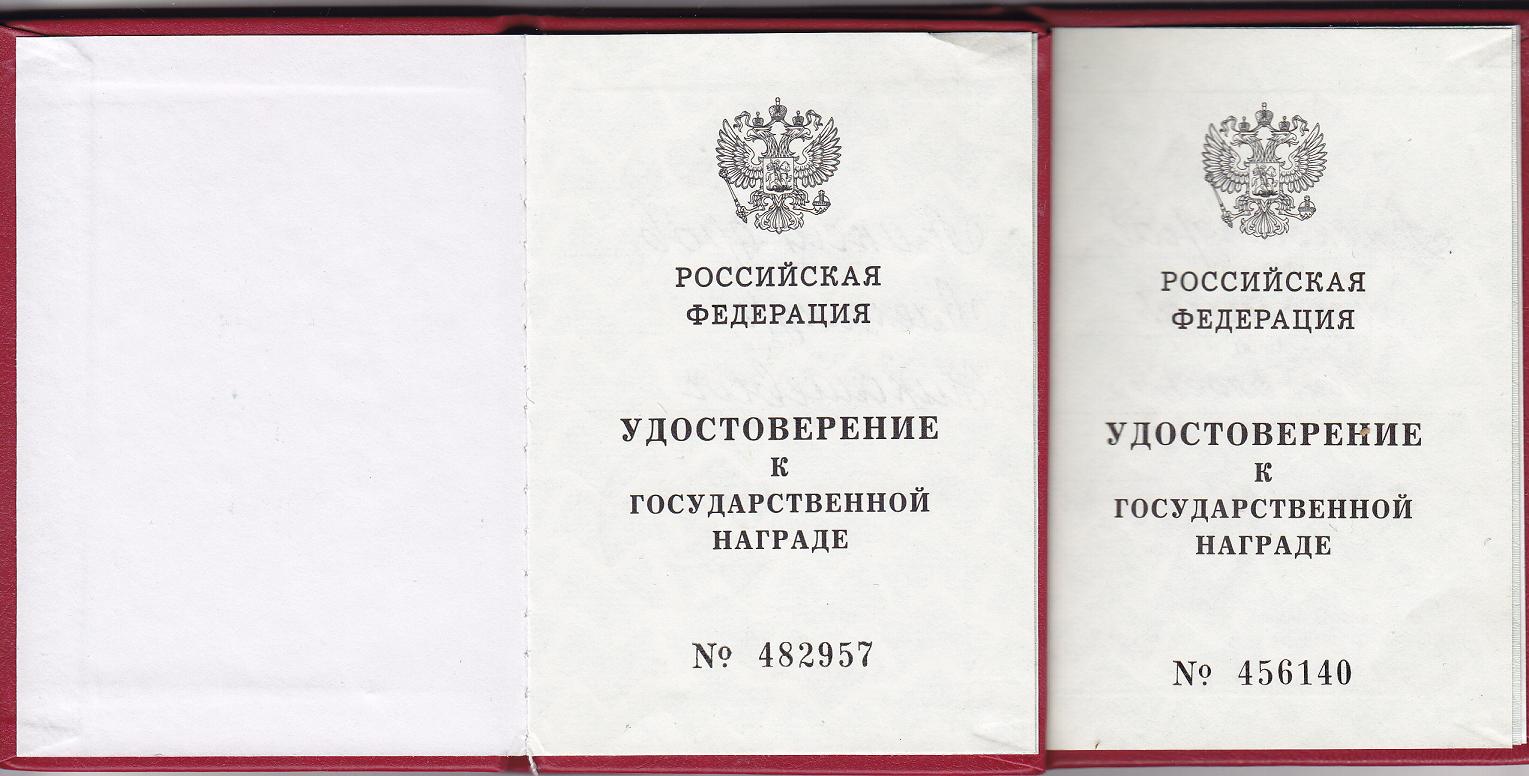 РОССИЙСКАЯ
ФЕДЕРАЦИЯ
УДОСТОВЕРЕНИЕ
К
ГОСУДАРСТВЕННОЙ
НАГРАДЕ
№ 482957
РОССИЙСКАЯ
ФЕДЕРАЦИЯ
УДОСТОВЕРЕНИЕ
К
ГОСУДАРСТВЕННОЙ
НАГРАДЕ
№ 456140